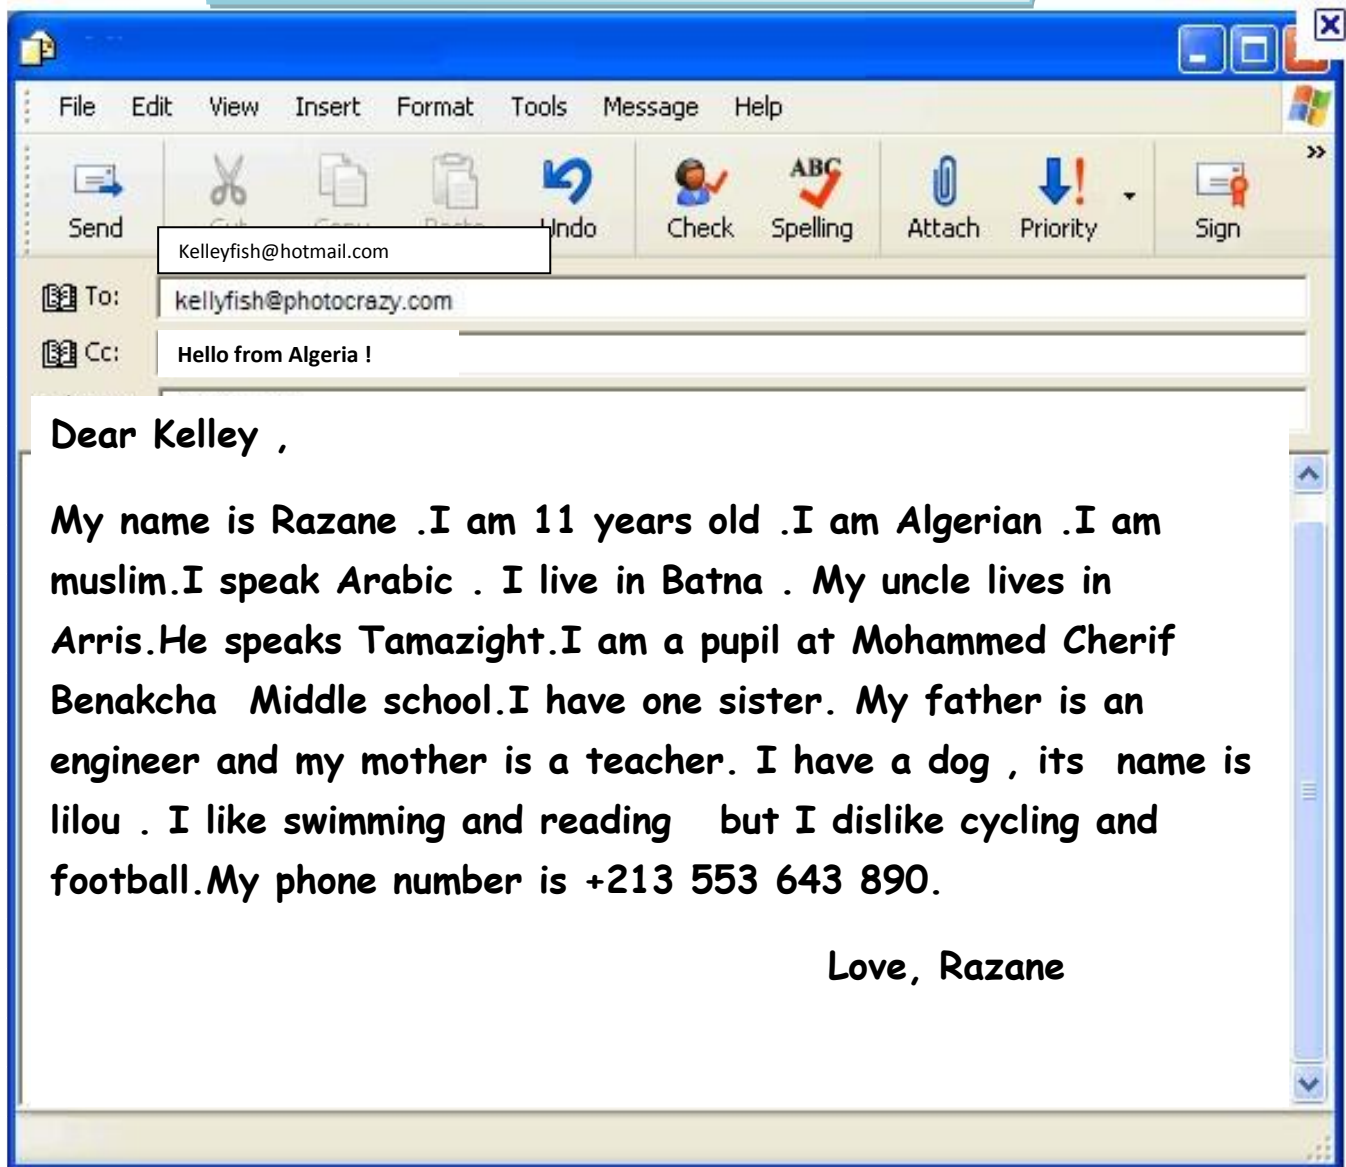 File Edit View Insert Format Tools Message Help
Send Cut Copy Paste Undo Check ABC Spelling Attach Priority Sign
Kelleyfish@hotmail.com
To: kellyfish@photocrazy.com
Cc: Hello from Algeria !
Dear Kelley ,
My name is Razane .I am 11 years old .I am Algerian .I am
muslim.I speak Arabic . I live in Batna . My uncle lives in
Arris.He speaks Tamazight.I am a pupil at Mohammed Cherif
Benakcha Middle school.I have one sister. My father is an
engineer and my mother is a teacher. I have a dog , its name is
lilou . I like swimming and reading but I dislike cycling and
football.My phone number is +213 553 643 890.
Love, Razane